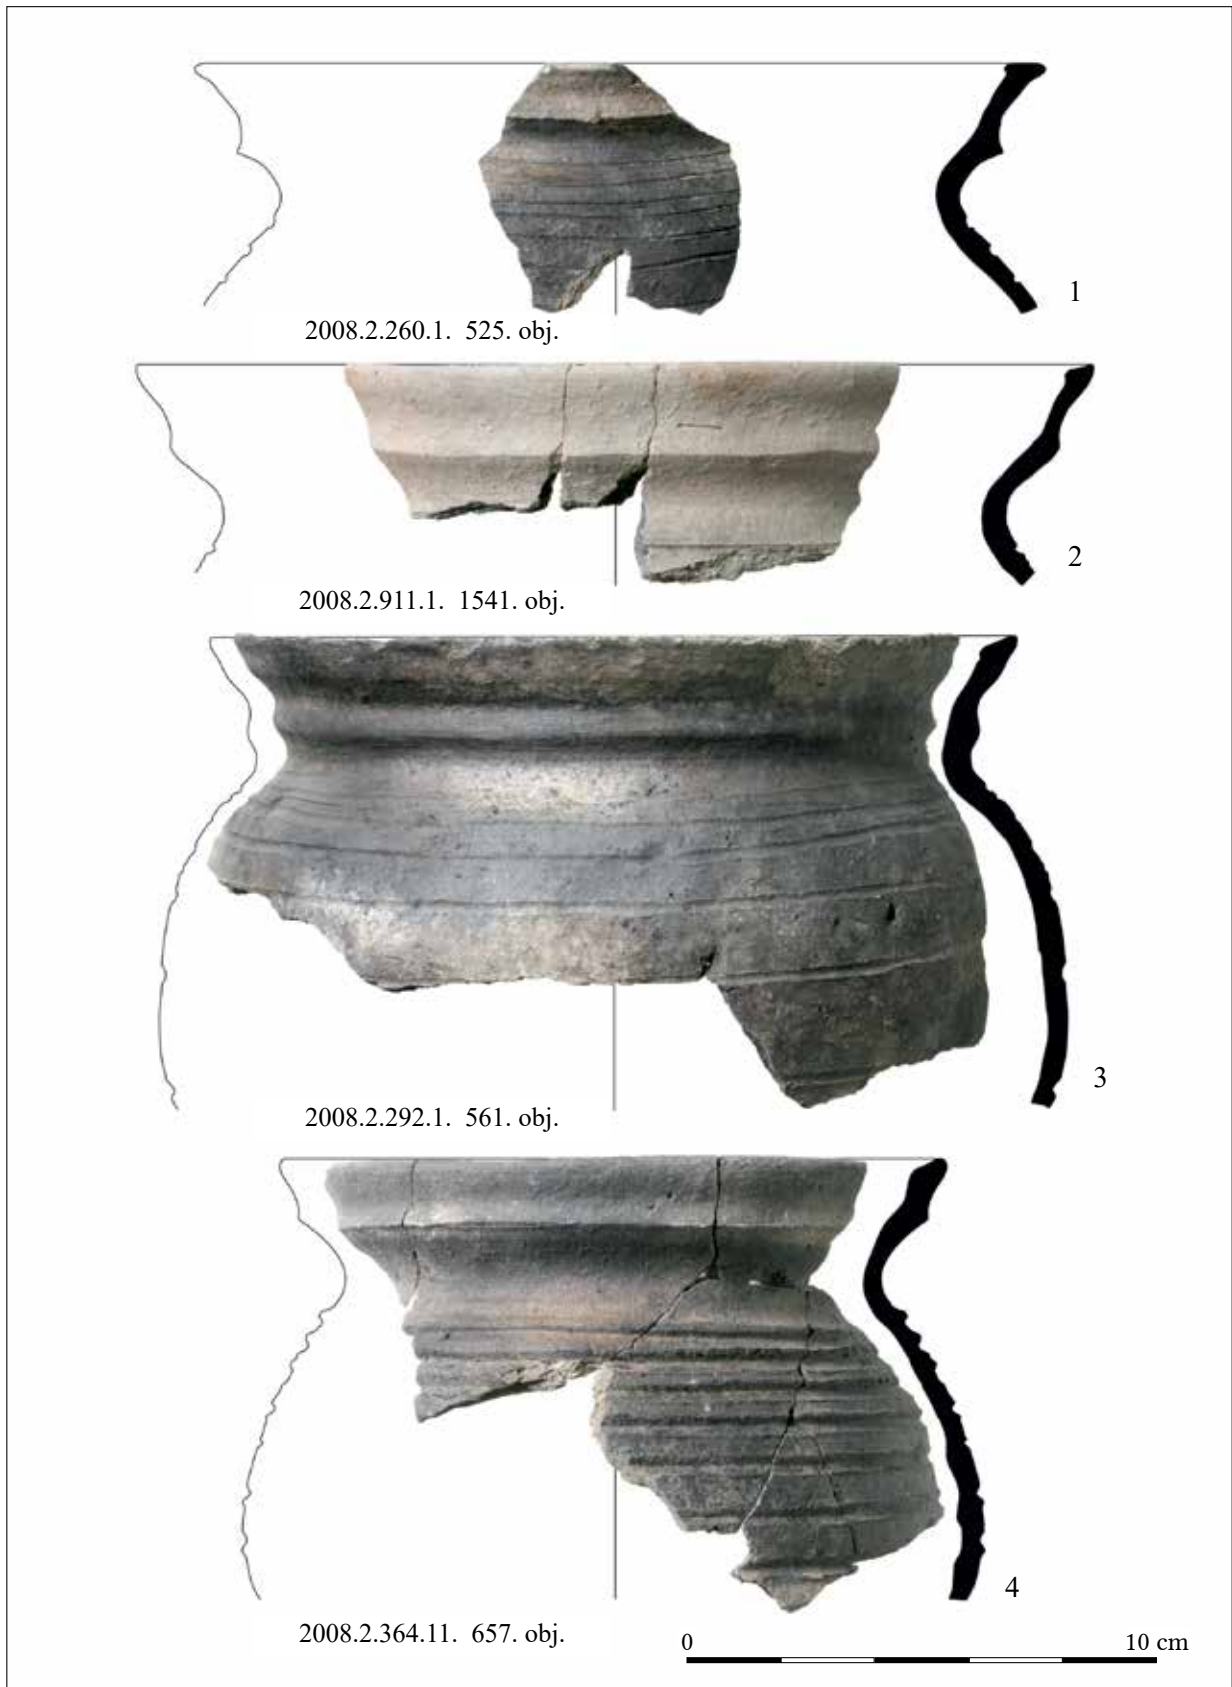 1
2008.2.260.1. 525. obj.
2
2008.2.911.1. 1541. obj.
3
2008.2.292.1. 561. obj.
4
2008.2.364.11. 657. obj.
0 10 cm